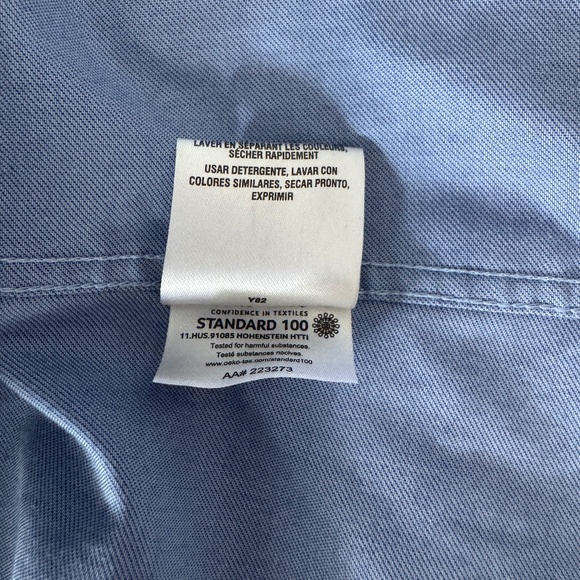 LAVER EN SÉPARANT LES COULEURS,
SÉCHER RAPIDEMENT
USAR DETERGENTE, LAVAR CON
COLORES SIMILARES, SECAR PRONTO,
EXPRIMIR
Y82
CONFIDENCE IN TEXTILES
STANDARD 100
11.HUS.91085 HOHENSTEIN HTTI
Tested for harmful substances.
Testé substances nocives.
www.oeko-tex.com/standard100
AA# 223273